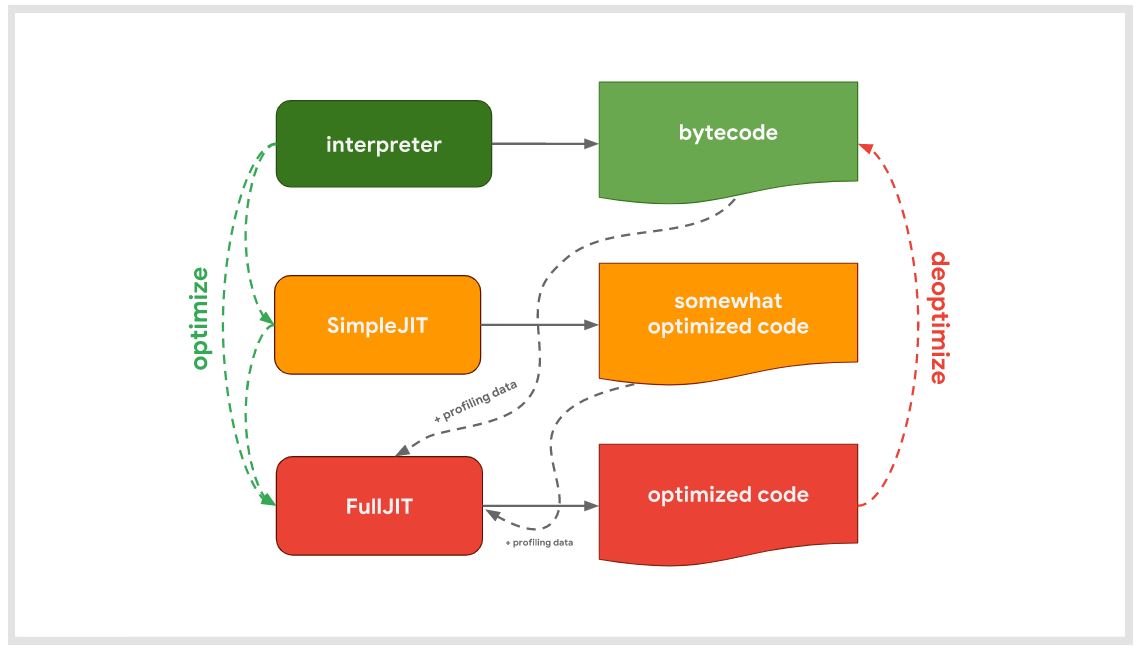 interpreter
bytecode
optimize
SimpleJIT
somewhat
optimized code
deoptimize
+ profiling data
FullJIT
optimized code
+ profiling data